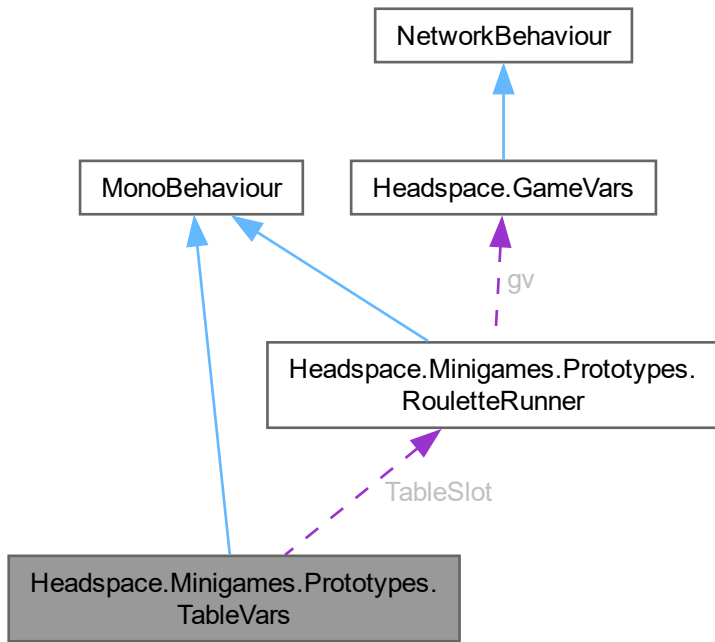 NetworkBehaviour
MonoBehaviour
Headspace.GameVars
gv
Headspace.Minigames.Prototypes.
RouletteRunner
TableSlot
Headspace.Minigames.Prototypes.
TableVars